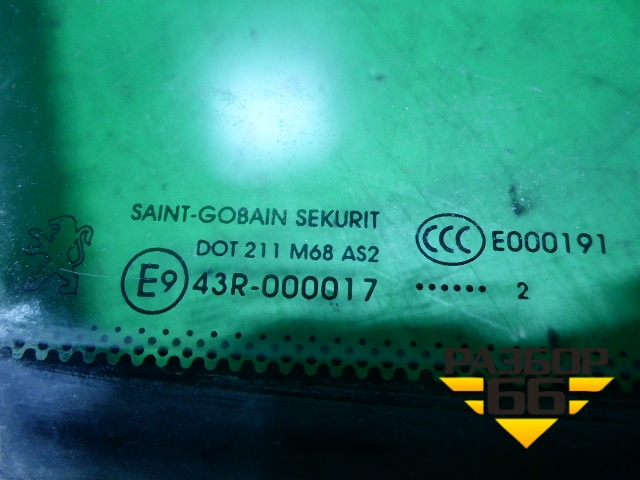 SAINT-GOBAIN SEKURIT
DOT 211 M68 AS2
CCC E000191
E9 43R-000017 ...... 2
РАЗБОР
66